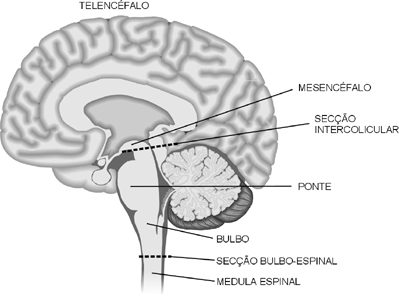 TELENCÉFALO
MESENCÉFALO
SECÇÃO
INTERCOLICULAR
PONTE
BULBO
SECÇÃO BULBO-ESPINAL
MEDULA ESPINAL